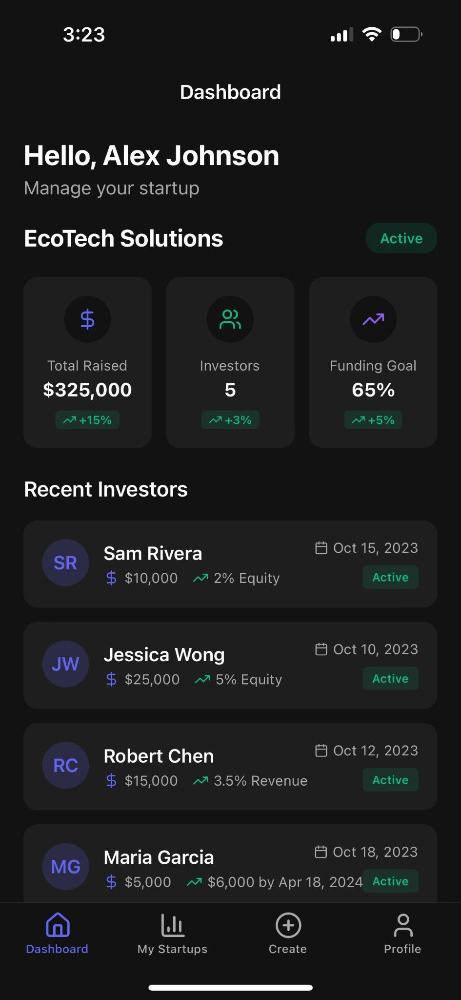 3:23
Dashboard
Hello, Alex Johnson
Manage your startup
EcoTech Solutions
Active
Total Raised
$325,000
+15%
Investors
5
+3%
Funding Goal
65%
+5%
Recent Investors
SR
Sam Rivera
$10,000 2% Equity
Oct 15, 2023
Active
JW
Jessica Wong
$25,000 5% Equity
Oct 10, 2023
Active
RC
Robert Chen
$15,000 3.5% Revenue
Oct 12, 2023
Active
MG
Maria Garcia
$5,000 $6,000 by Apr 18, 2024
Oct 18, 2023
Active
Dashboard
My Startups
Create
Profile